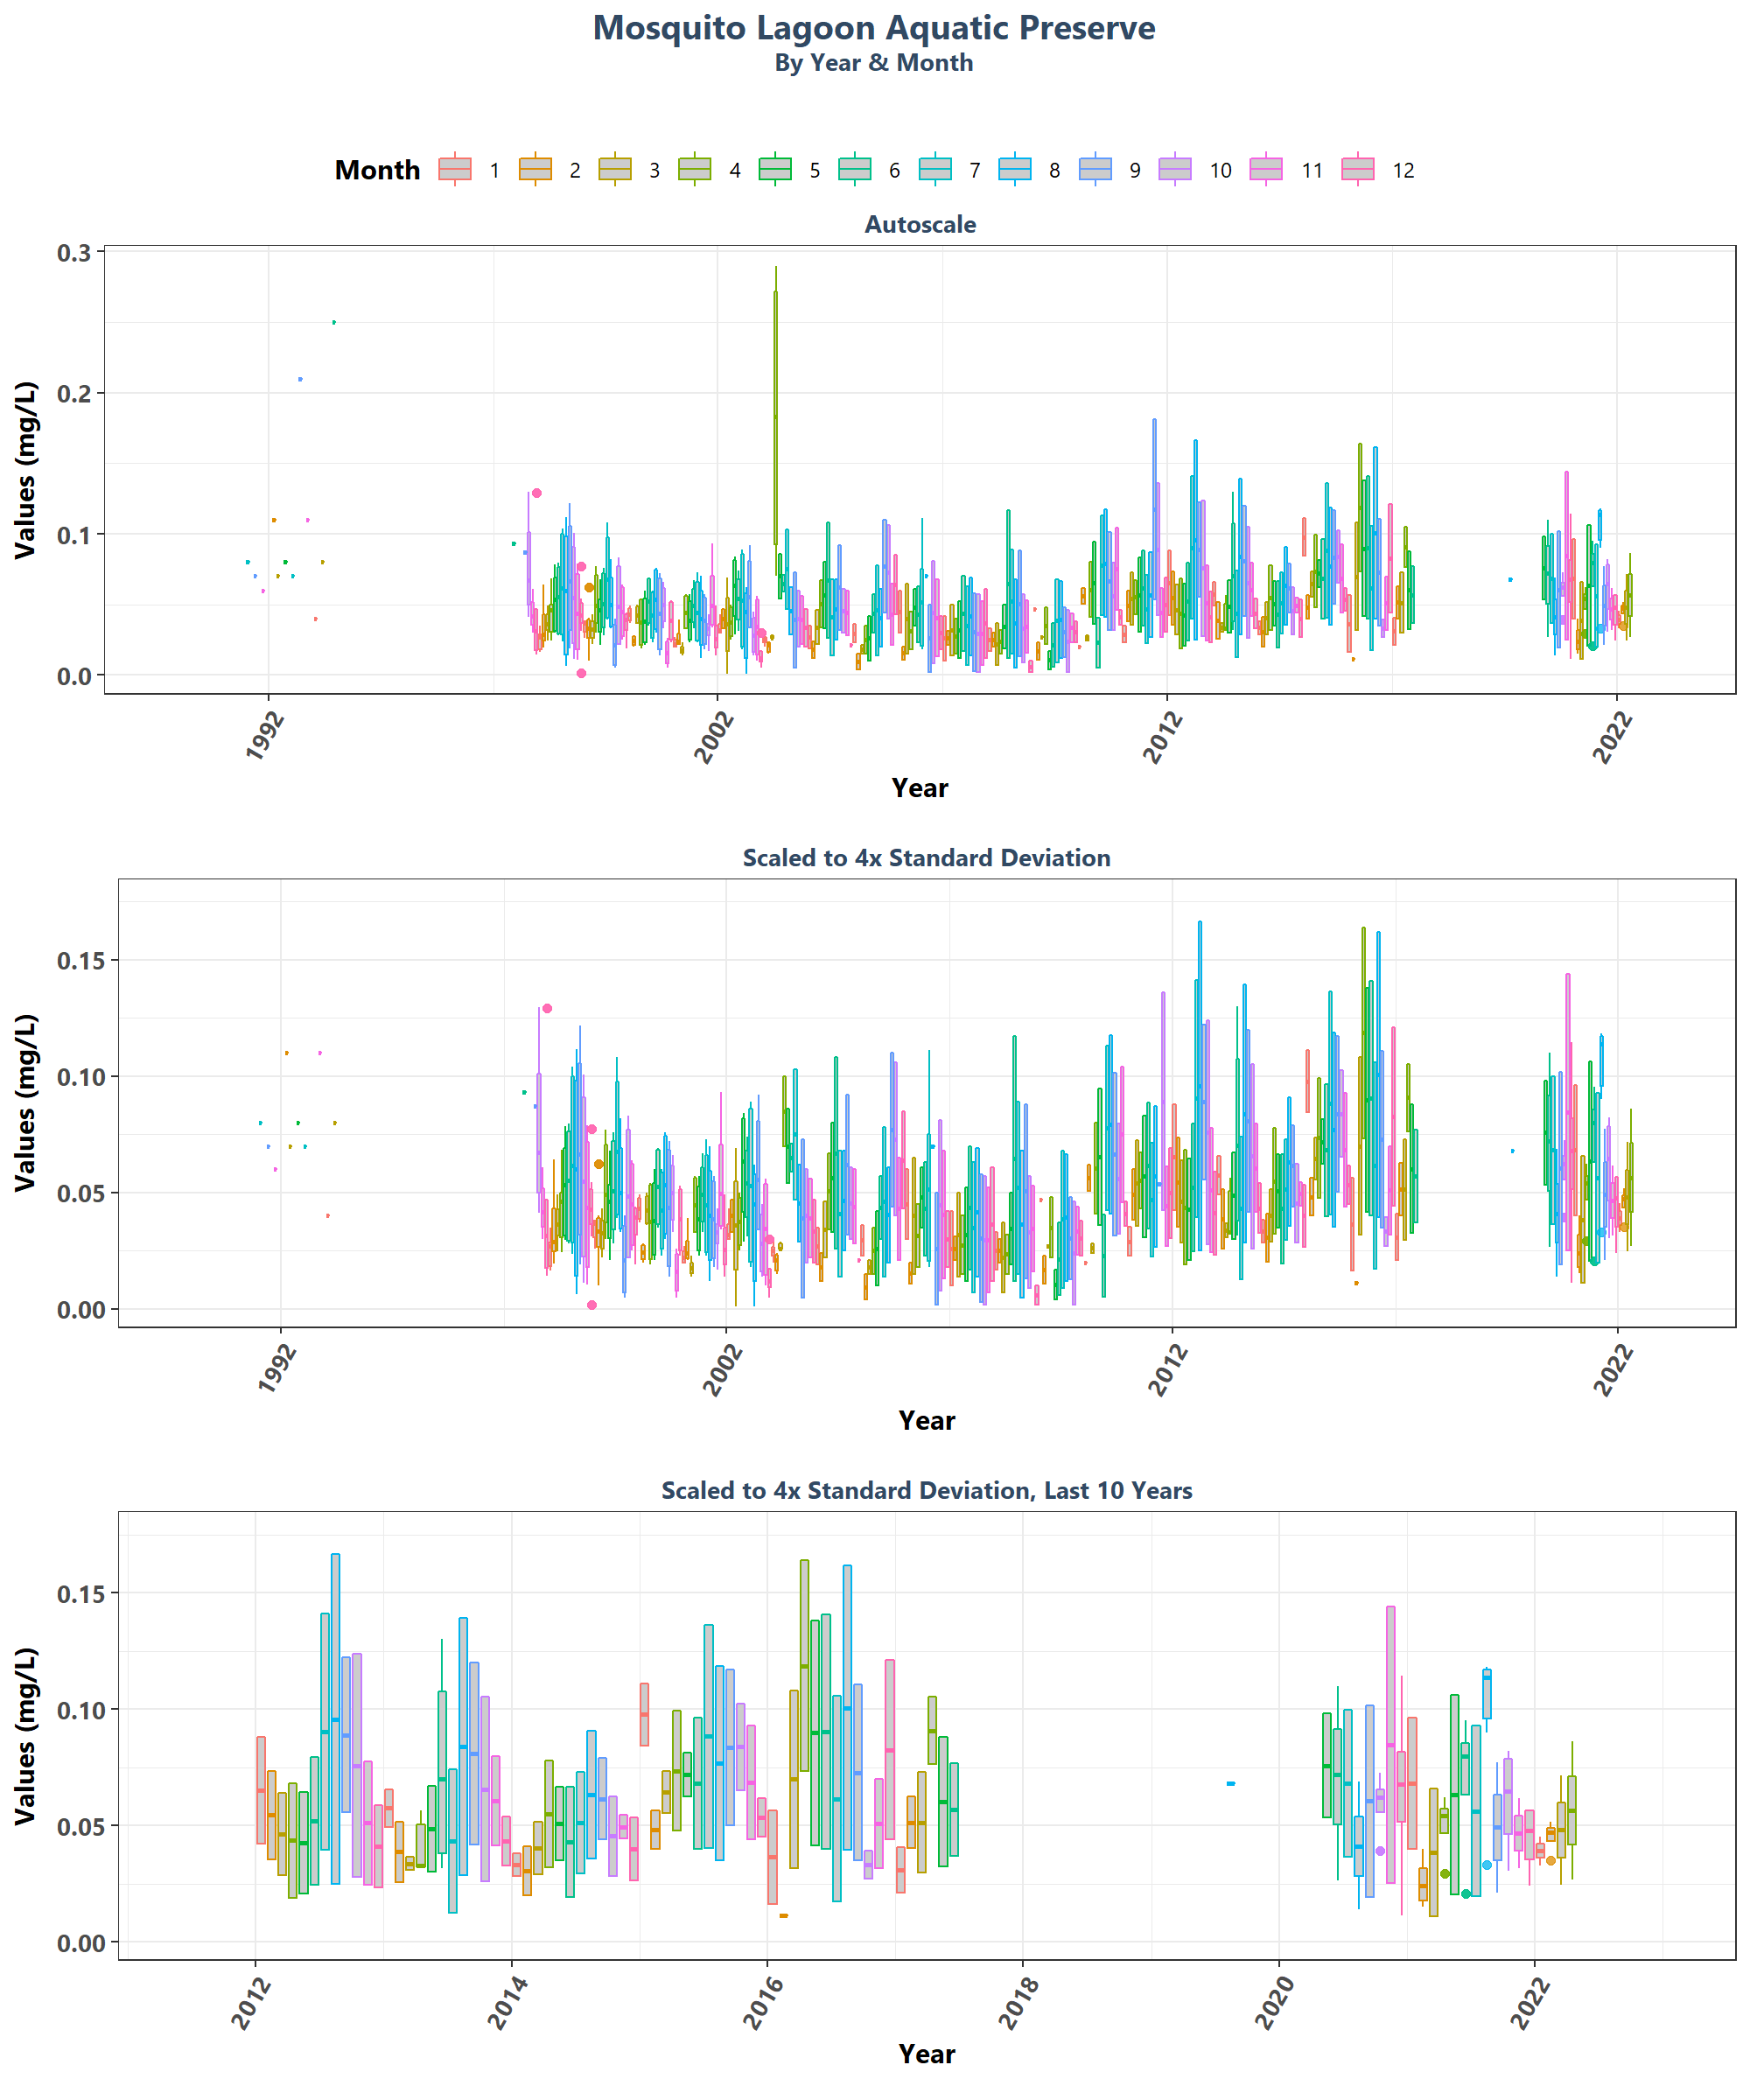 Mosquito Lagoon Aquatic Preserve
By Year & Month
Month 1 2 3 4 5 6 7 8 9 10 11 12
Autoscale
Values (mg/L)
0.3
0.2
0.1
0.0
1992 2002 2012 2022
Year
Scaled to 4x Standard Deviation
Values (mg/L)
0.15
0.10
0.05
0.00
1992 2002 2012 2022
Year
Scaled to 4x Standard Deviation, Last 10 Years
Values (mg/L)
0.15
0.10
0.05
0.00
2012 2014 2016 2018 2020 2022
Year